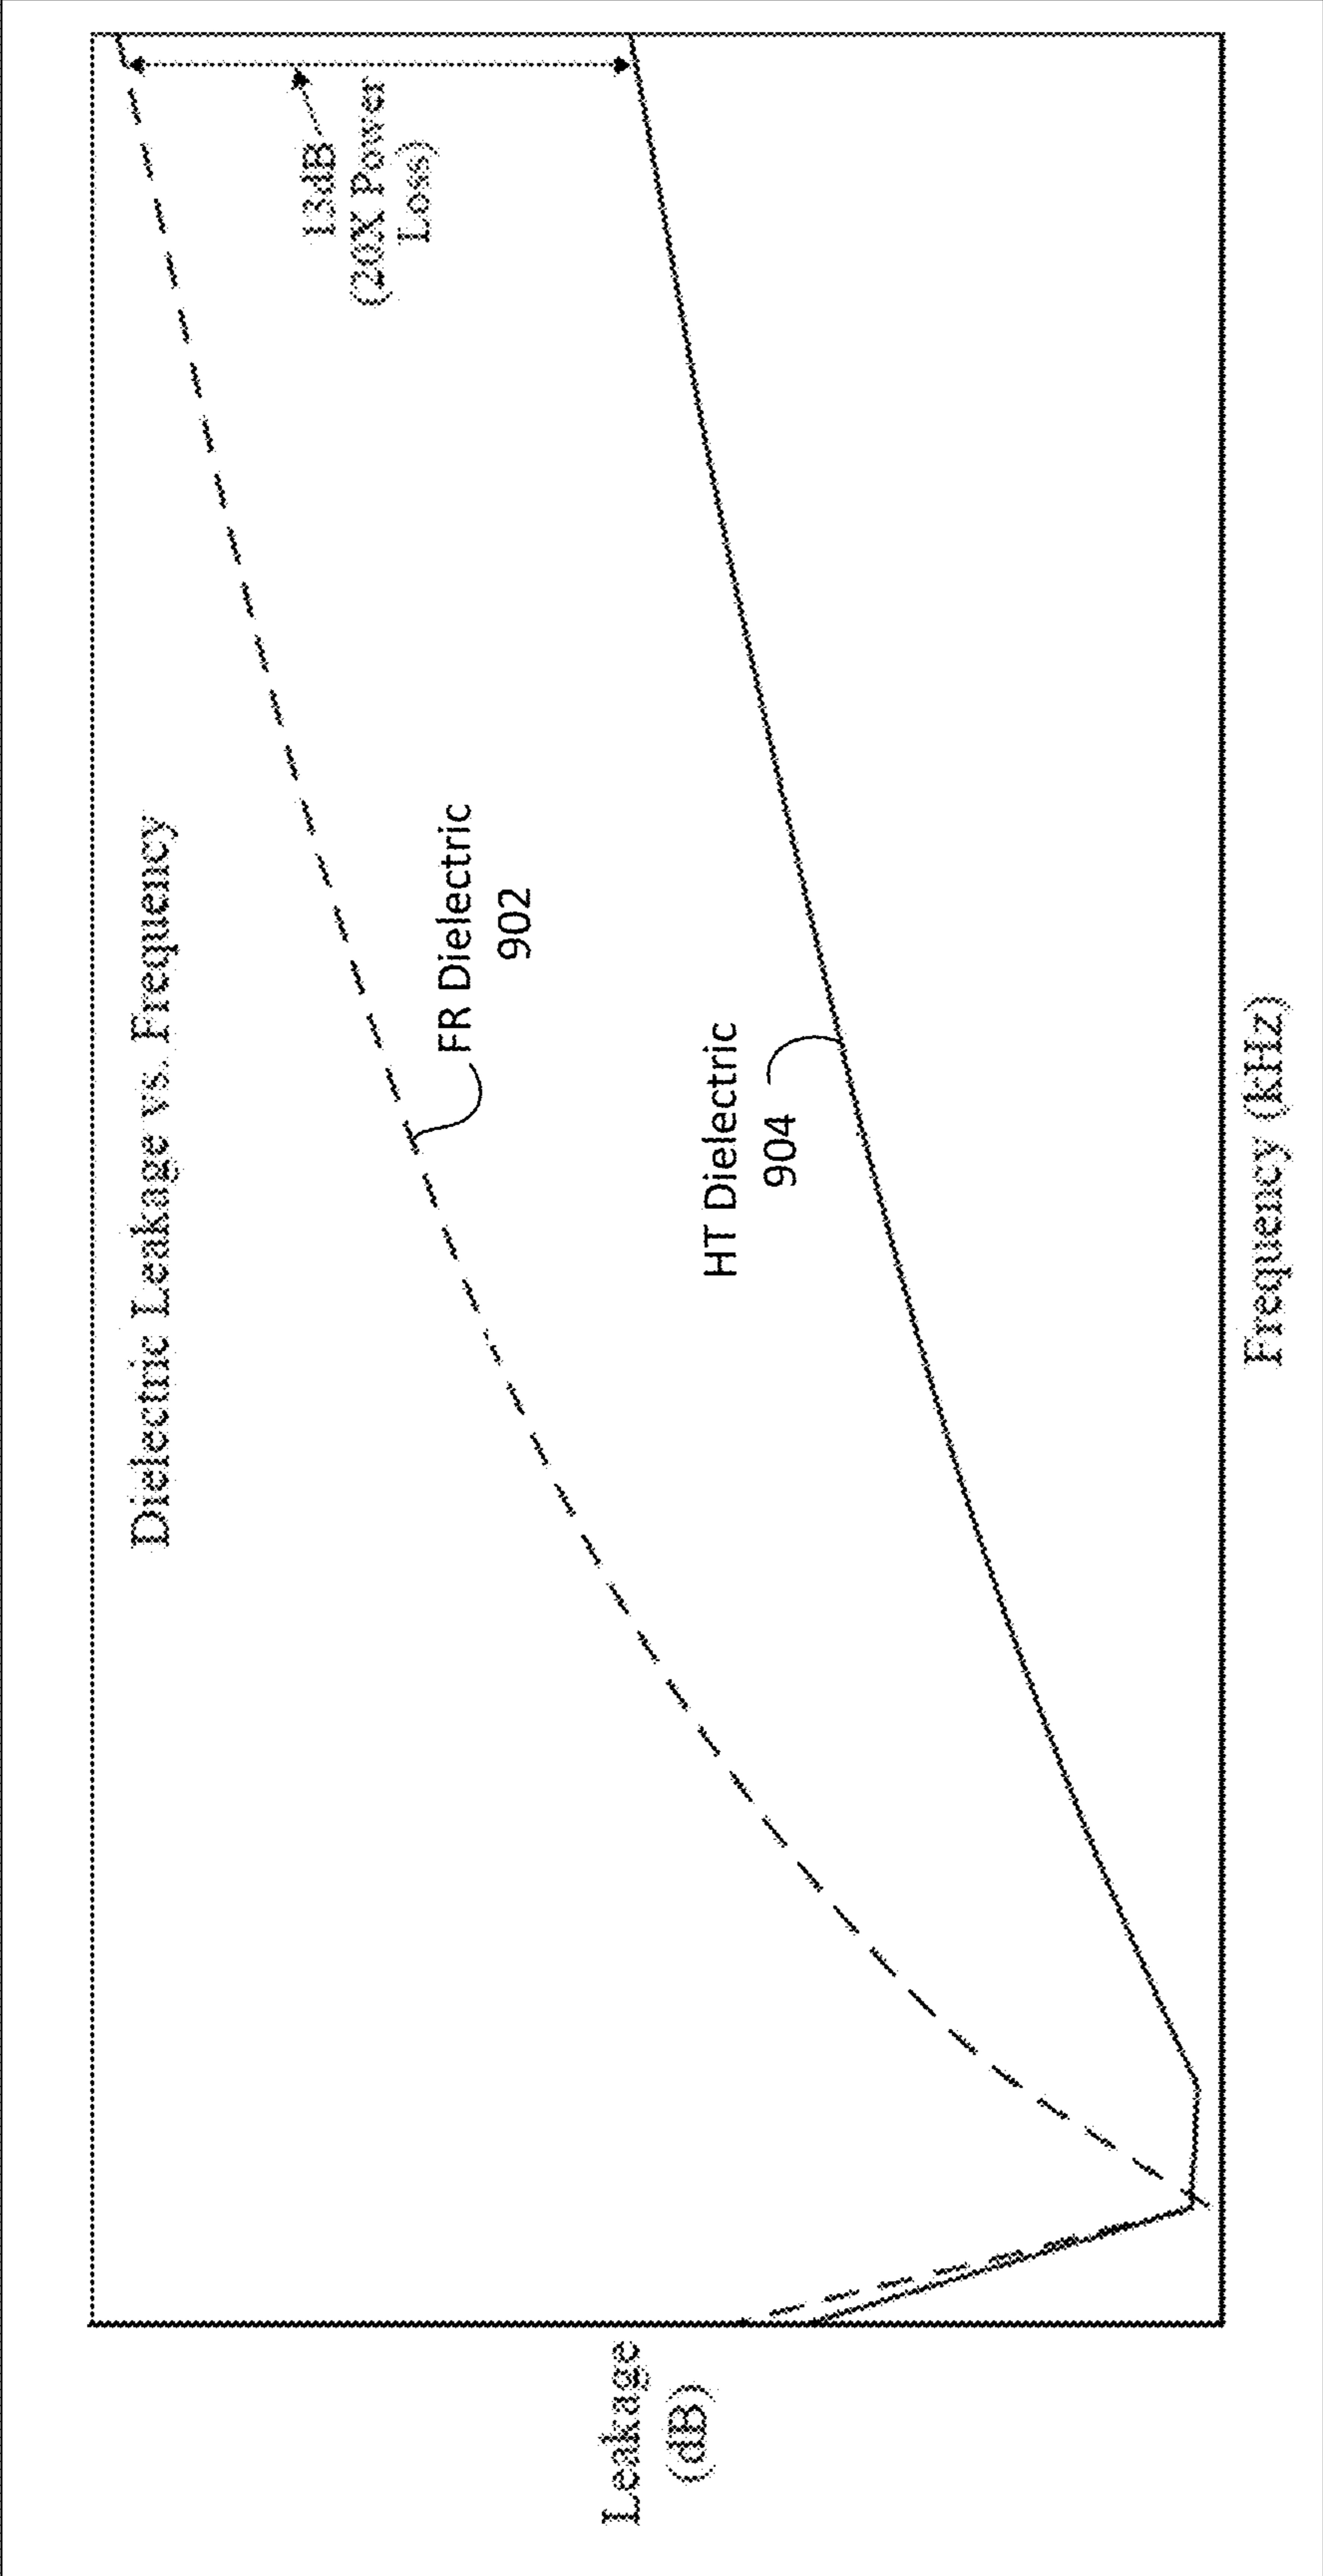 Dielectric Leakage vs. Frequency
13dB
(20X Power
Loss)
FR Dielectric
902
HT Dielectric
904
Leakage
(dB)
Frequency (kHz)